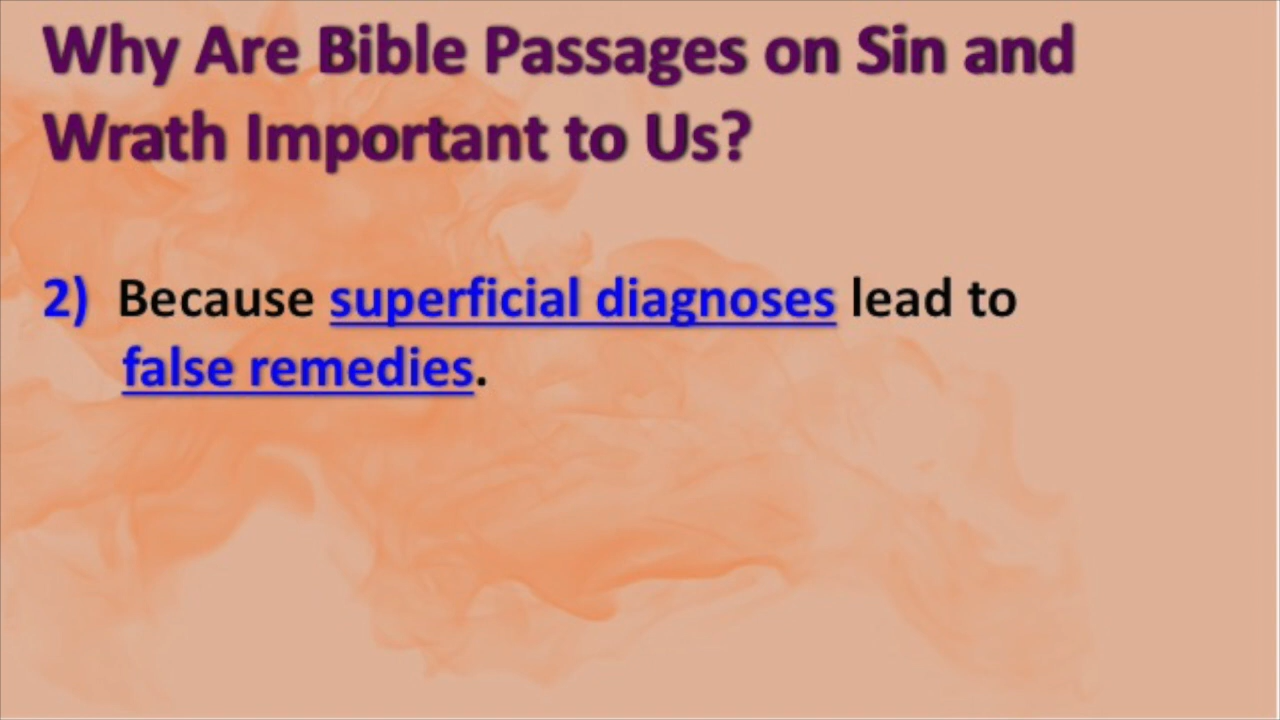 Why Are Bible Passages on Sin and
Wrath Important to Us?
2) Because superficial diagnoses lead to
false remedies.